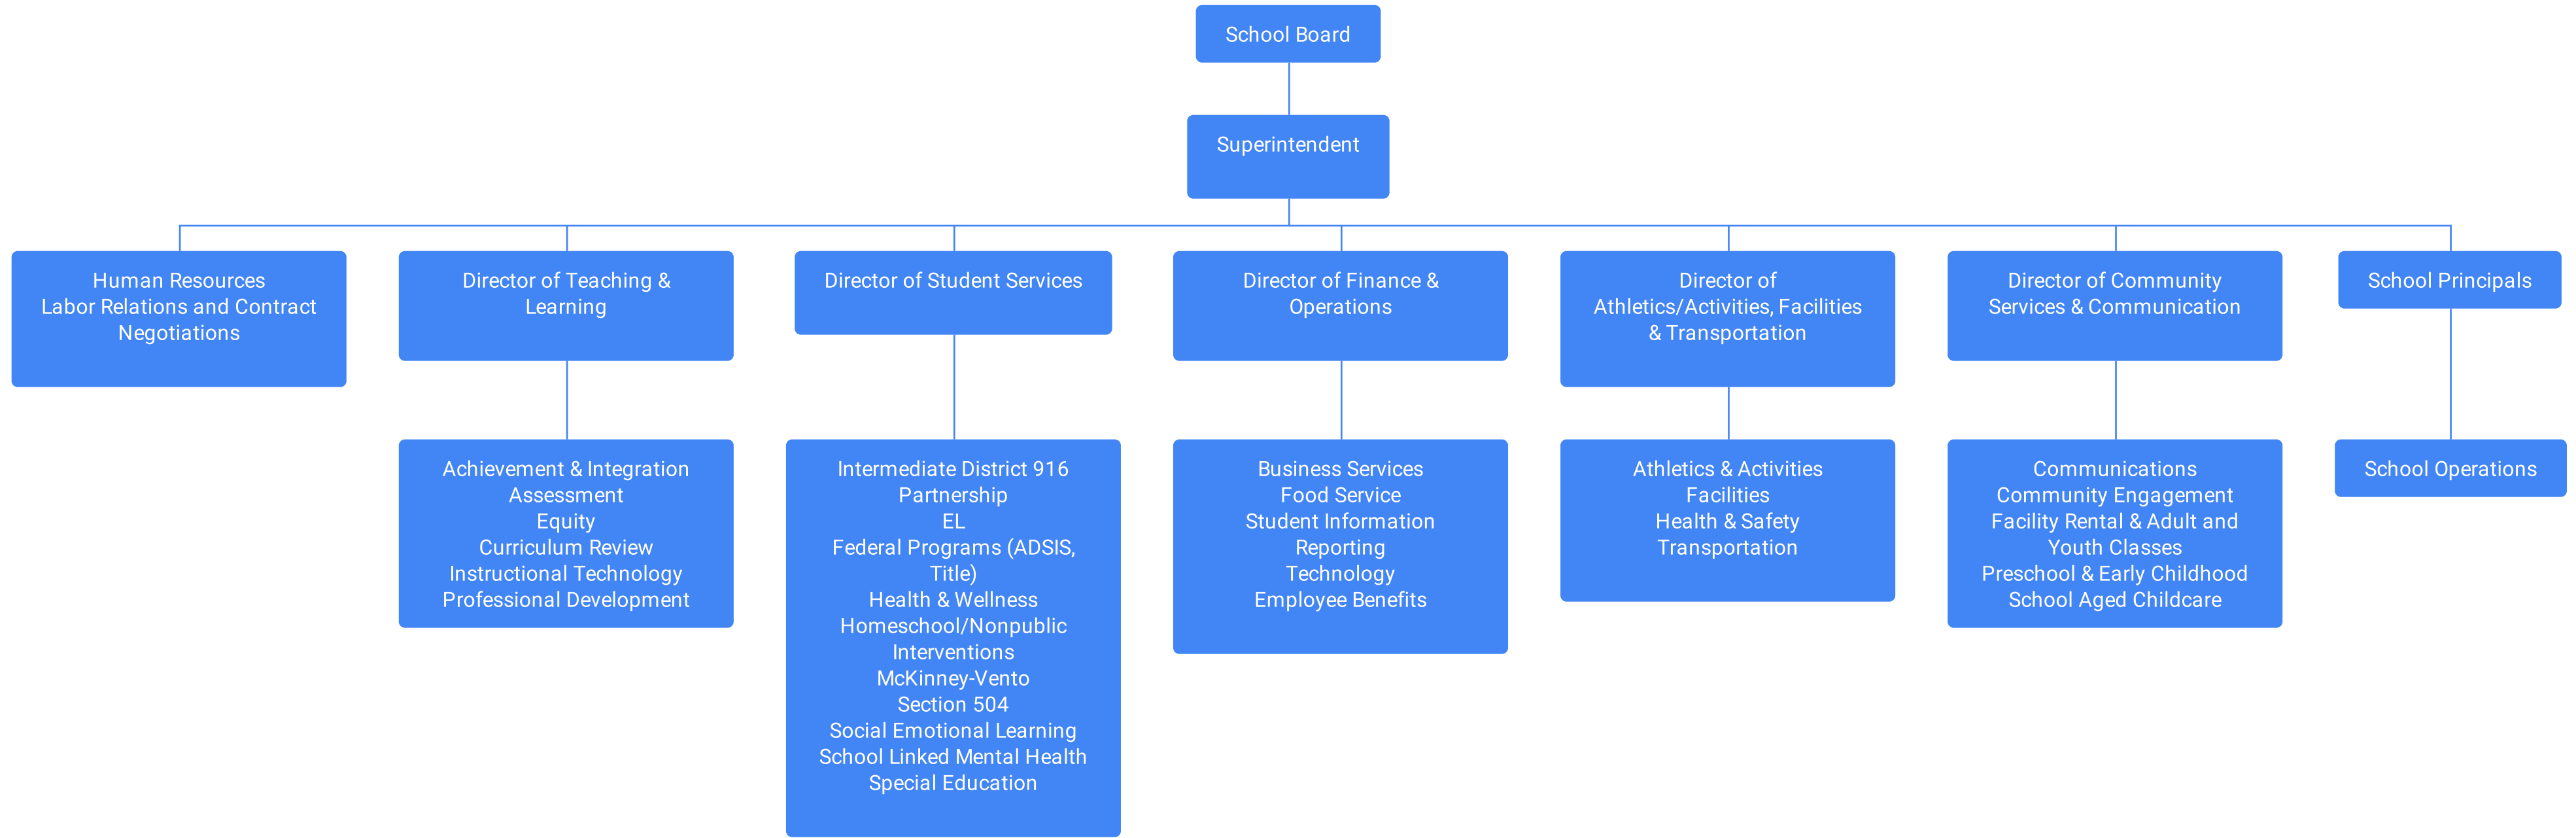 School Board
Superintendent
Human Resources
Labor Relations and Contract
Negotiations
Director of Teaching &
Learning
Director of Student Services
Director of Finance &
Operations
Director of
Athletics/Activities, Facilities
& Transportation
Director of Community
Services & Communication
School Principals
Achievement & Integration
Assessment
Equity
Curriculum Review
Instructional Technology
Professional Development
Intermediate District 916
Partnership
EL
Federal Programs (ADSIS,
Title)
Health & Wellness
Homeschool/Nonpublic
Interventions
McKinney-Vento
Section 504
Social Emotional Learning
School Linked Mental Health
Special Education
Business Services
Food Service
Student Information
Reporting
Technology
Employee Benefits
Athletics & Activities
Facilities
Health & Safety
Transportation
Communications
Community Engagement
Facility Rental & Adult and
Youth Classes
Preschool & Early Childhood
School Aged Childcare
School Operations